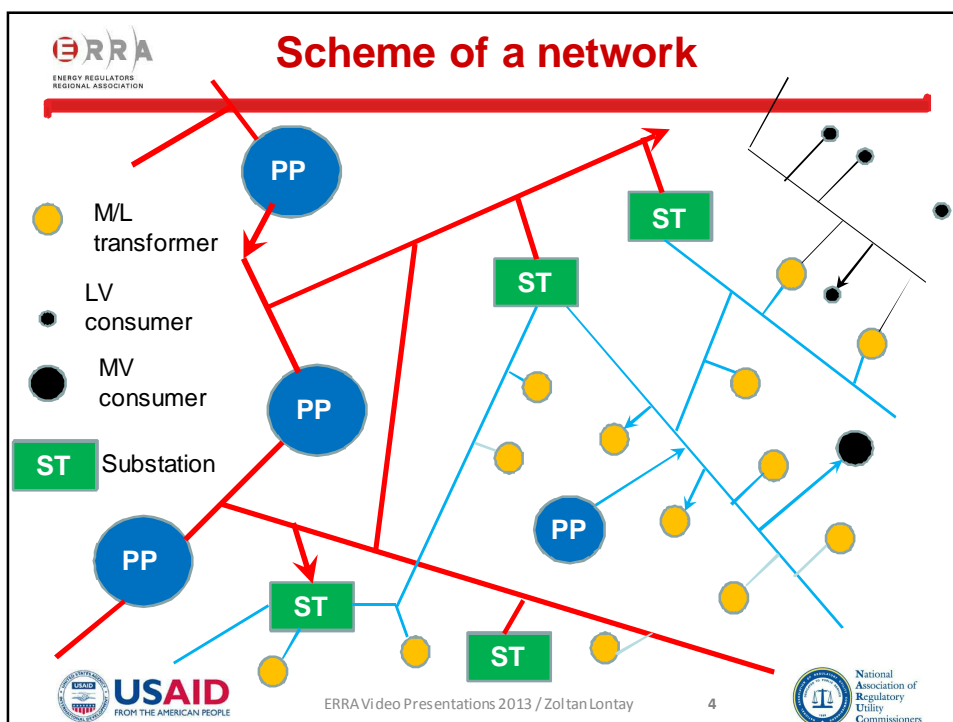 ERRA
ENERGY REGULATORS
REGIONAL ASSOCIATION
Scheme of a network
PP
M/L
transformer
ST
ST
LV
consumer
MV
consumer
PP
ST
Substation
PP
PP
ST
ST
USAID
FROM THE AMERICAN PEOPLE
ERRA Video Presentations 2013 / Zoltan Lontay
4
National
Association of
Regulatory
Utility
Commissioners